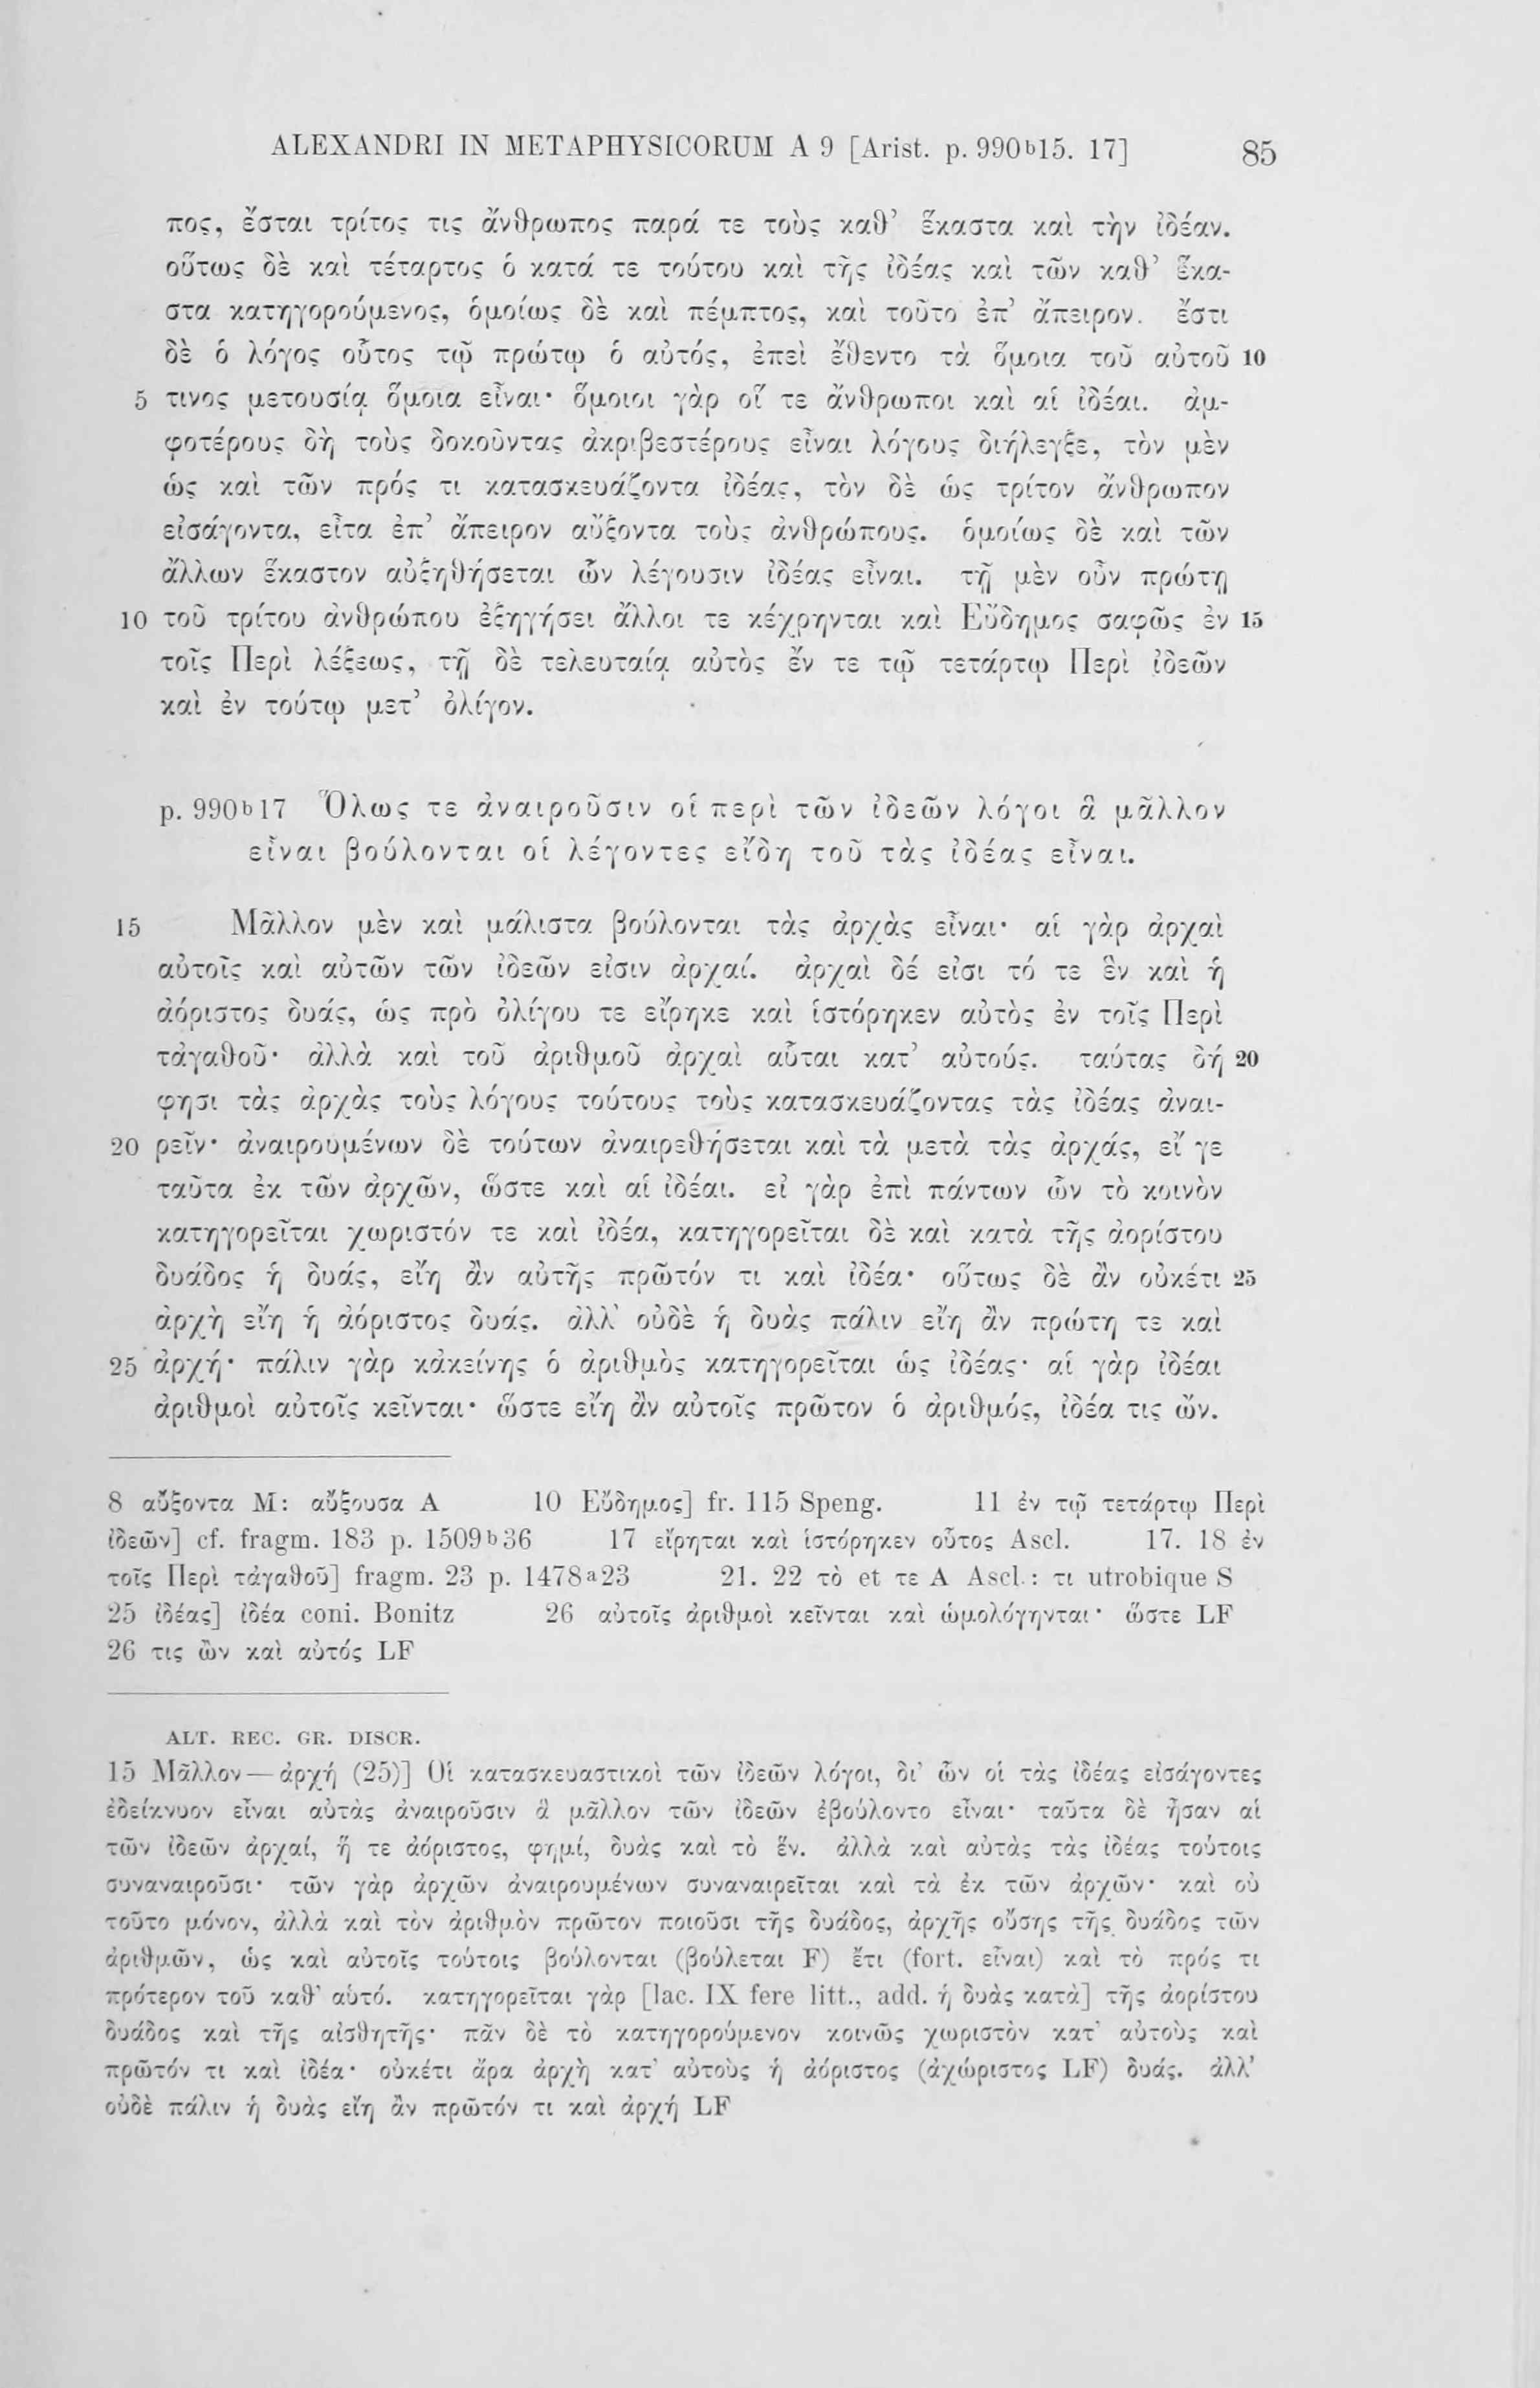 ALEXANDRI IN METAPHYSICORUM A 9 [Arist. p. 990b15. 17] 85
πος, ἔσται τρίτος τις ἄνθρωπος παρά τε τοὺς καθ’ ἕκαστα καὶ τὴν ἰδέαν.
οὕτως δὲ καὶ τέταρτος ὁ κατά τε τούτου καὶ τῆς ἰδέας καὶ τῶν καθ’ ἕκα-
στα κατηγορούμενος, ὁμοίως δὲ καὶ πέμπτος, καὶ τοῦτο ἐπ’ ἄπειρον. ἔστι
δὲ ὁ λόγος οὗτος τῷ πρώτῳ ὁ αὐτός, ἐπεὶ ἔθεντο τὰ ὅμοια τοῦ αὐτοῦ 10
5 τινος μετουσίᾳ ὅμοια εἶναι· ὅμοιοι γὰρ οἵ τε ἄνθρωποι καὶ αἱ ἰδέαι. ἀμ-
φοτέρους δὴ τοὺς δοκοῦντας ἀκριβεστέρους εἶναι λόγους διήλεγξε, τὸν μὲν
ὡς καὶ τῶν πρός τι κατασκευάζοντα ἰδέας, τὸν δὲ ὡς τρίτον ἄνθρωπον
εἰσάγοντα, εἶτα ἐπ’ ἄπειρον αὔξοντα τοὺς ἀνθρώπους. ὁμοίως δὲ καὶ τῶν
ἄλλων ἕκαστον αὐξηθήσεται ὧν λέγουσιν ἰδέας εἶναι. τῇ μὲν οὖν πρώτῃ
10 τοῦ τρίτου ἀνθρώπου ἐξηγήσει ἄλλοι τε κέχρηνται καὶ Εὔδημος σαφῶς ἐν 15
τοῖς Περὶ λέξεως, τῇ δὲ τελευταίᾳ αὐτὸς ἔν τε τῷ τετάρτῳ Περὶ ἰδεῶν
καὶ ἐν τούτῳ μετ’ ὀλίγον.
p. 990b17 Ὅλως τε ἀναιροῦσιν οἱ περὶ τῶν ἰδεῶν λόγοι ἃ μᾶλλον
εἶναι βούλονται οἱ λέγοντες εἴδη τοῦ τὰς ἰδέας εἶναι.
15 Μᾶλλον μὲν καὶ μάλιστα βούλονται τὰς ἀρχὰς εἶναι· αἱ γὰρ ἀρχαὶ
αὐτοῖς καὶ αὐτῶν τῶν ἰδεῶν εἰσιν ἀρχαί. ἀρχαὶ δέ εἰσι τό τε ἓν καὶ ἡ
ἀόριστος δυάς, ὡς πρὸ ὀλίγου τε εἴρηκε καὶ ἱστόρηκεν αὐτὸς ἐν τοῖς Περὶ
τἀγαθοῦ· ἀλλὰ καὶ τοῦ ἀριθμοῦ ἀρχαὶ αὗται κατ’ αὐτούς. ταύτας δή 20
φησι τὰς ἀρχὰς τοὺς λόγους τούτους τοὺς κατασκευάζοντας τὰς ἰδέας ἀναι-
20 ρεῖν· ἀναιρουμένων δὲ τούτων ἀναιρεθήσεται καὶ τὰ μετὰ τὰς ἀρχάς, εἴ γε
ταῦτα ἐκ τῶν ἀρχῶν, ὥστε καὶ αἱ ἰδέαι. εἰ γὰρ ἐπὶ πάντων ὧν τὸ κοινὸν
κατηγορεῖται χωριστόν τε καὶ ἰδέα, κατηγορεῖται δὲ καὶ κατὰ τῆς ἀορίστου
δυάδος ἡ δυάς, εἴη ἂν αὐτῆς πρῶτόν τι καὶ ἰδέα· οὕτως δὲ ἂν οὐκέτι 25
ἀρχὴ εἴη ἡ ἀόριστος δυάς. ἀλλ’ οὐδὲ ἡ δυὰς πάλιν εἴη ἂν πρώτη τε καὶ
25 ἀρχή· πάλιν γὰρ κἀκείνης ὁ ἀριθμὸς κατηγορεῖται ὡς ἰδέας· αἱ γὰρ ἰδέαι
ἀριθμοὶ αὐτοῖς κεῖνται· ὥστε εἴη ἂν αὐτοῖς πρῶτον ὁ ἀριθμός, ἰδέα τις ὤν.
8 αὔξοντα M: αὔξουσα A 10 Εὔδημος] fr. 115 Speng. 11 ἐν τῷ τετάρτῳ Περὶ
ἰδεῶν] cf. fragm. 183 p. 1509b36 17 εἴρηται καὶ ἱστόρηκεν οὗτος Ascl. 17. 18 ἐν
τοῖς Περὶ τἀγαθοῦ] fragm. 23 p. 1478a23 21. 22 τὸ et τε A Ascl.: τι utrobique S
25 ἰδέας] ἰδέα coni. Bonitz 26 αὐτοῖς ἀριθμοὶ κεῖνται καὶ ὡμολόγηνται· ὥστε LF
26 τις ὢν καὶ αὐτός LF
ALT. REC. GR. DISCR.
15 Μᾶλλον — ἀρχή (25)] Οἱ κατασκευαστικοὶ τῶν ἰδεῶν λόγοι, δι’ ὧν οἱ τὰς ἰδέας εἰσάγοντες
ἐδείκνυον εἶναι αὐτὰς ἀναιροῦσιν ἃ μᾶλλον τῶν ἰδεῶν ἐβούλοντο εἶναι· ταῦτα δὲ ἦσαν αἱ
τῶν ἰδεῶν ἀρχαί, ἥ τε ἀόριστος, φημί, δυὰς καὶ τὸ ἕν. ἀλλὰ καὶ αὐτὰς τὰς ἰδέας τούτοις
συναναιροῦσι· τῶν γὰρ ἀρχῶν ἀναιρουμένων συναναιρεῖται καὶ τὰ ἐκ τῶν ἀρχῶν· καὶ οὐ
τοῦτο μόνον, ἀλλὰ καὶ τὸν ἀριθμὸν πρῶτον ποιοῦσι τῆς δυάδος, ἀρχῆς οὔσης τῆς δυάδος τῶν
ἀριθμῶν, ὡς καὶ αὐτοῖς τούτοις βούλονται (βούλεται F) ἔτι (fort. εἶναι) καὶ τὸ πρός τι
πρότερον τοῦ καθ’ αὑτό. κατηγορεῖται γὰρ [lac. IX fere litt., add. ἡ δυὰς κατὰ] τῆς ἀορίστου
δυάδος καὶ τῆς αἰσθητῆς· πᾶν δὲ τὸ κατηγορούμενον κοινῶς χωριστὸν κατ’ αὐτοὺς καὶ
πρῶτόν τι καὶ ἰδέα· οὐκέτι ἄρα ἀρχὴ κατ’ αὐτοὺς ἡ ἀόριστος (ἀχώριστος LF) δυάς. ἀλλ’
οὐδὲ πάλιν ἡ δυὰς εἴη ἂν πρῶτόν τι καὶ ἀρχή LF